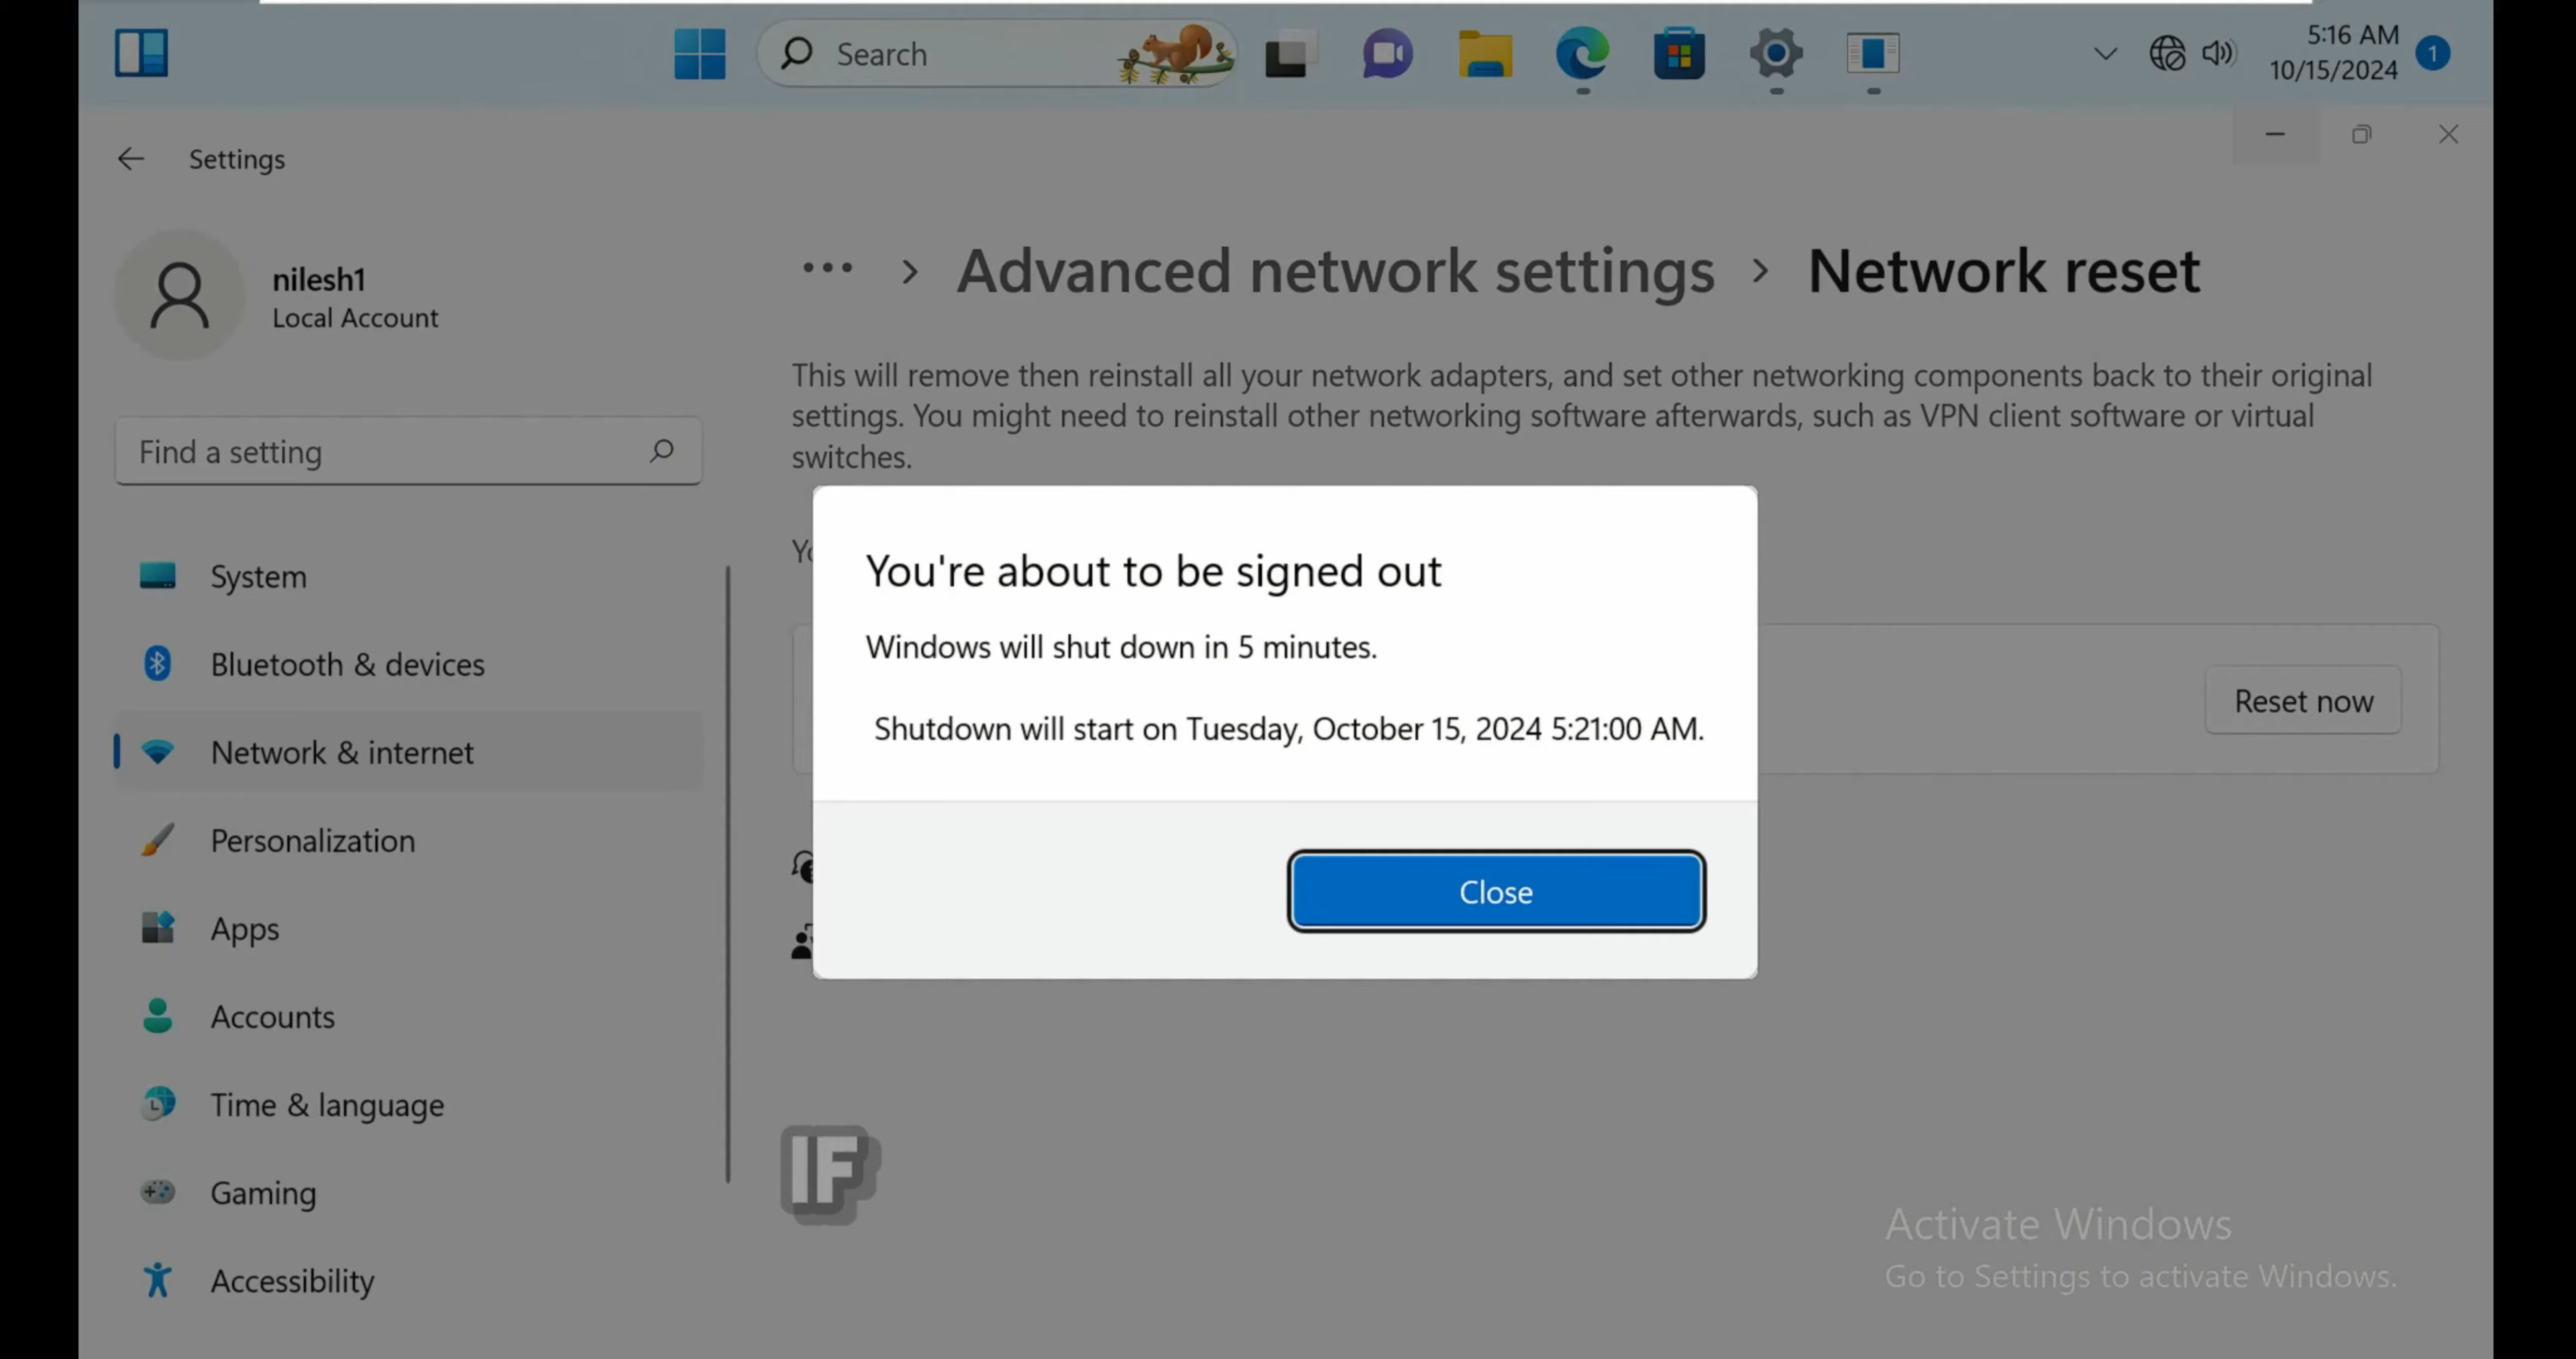 Search
5:16 AM
10/15/2024
1
Settings
nilesh1
Local Account
Find a setting
System
Bluetooth & devices
Network & internet
Personalization
Apps
Accounts
Time & language
Gaming
Accessibility
... > Advanced network settings > Network reset
This will remove then reinstall all your network adapters, and set other networking components back to their original
settings. You might need to reinstall other networking software afterwards, such as VPN client software or virtual
switches.
You're about to be signed out
Windows will shut down in 5 minutes.
Shutdown will start on Tuesday, October 15, 2024 5:21:00 AM.
Close
Reset now
IF
Activate Windows
Go to Settings to activate Windows.